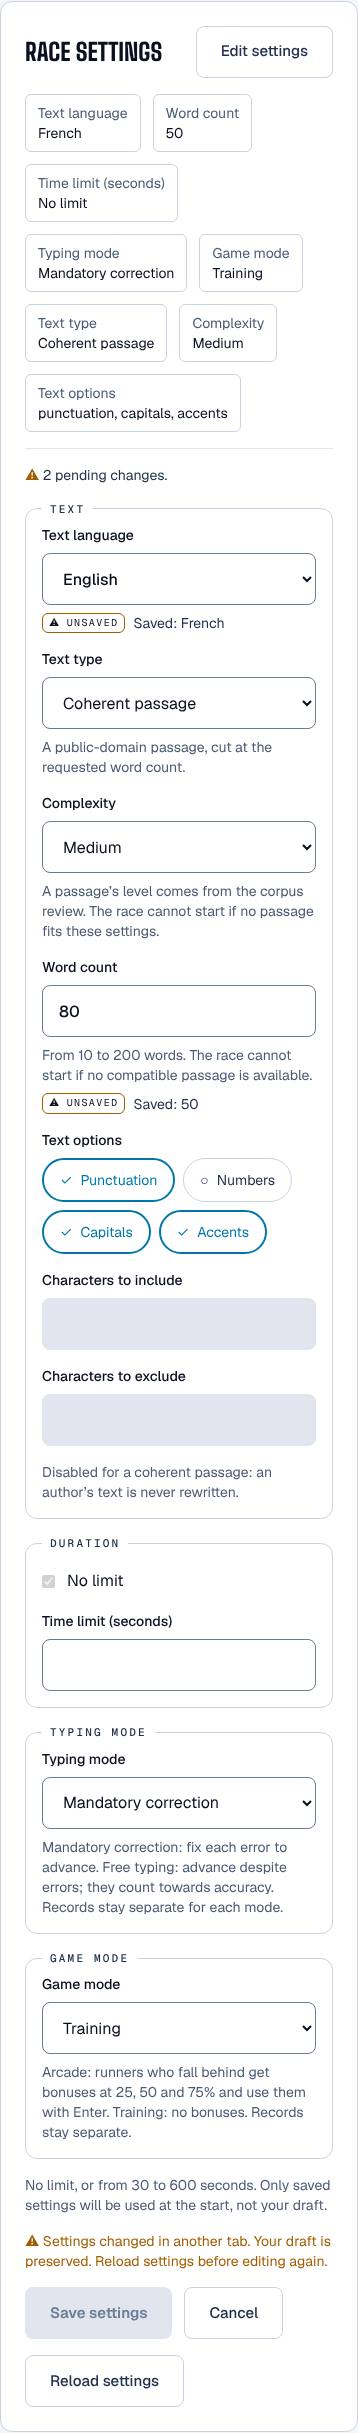 RACE SETTINGS
Edit settings
Text language
French
Word count
50
Time limit (seconds)
No limit
Typing mode
Mandatory correction
Game mode
Training
Text type
Coherent passage
Complexity
Medium
Text options
punctuation, capitals, accents
⚠ 2 pending changes.
TEXT
Text language
English
⚠ UNSAVED Saved: French
Text type
Coherent passage
A public-domain passage, cut at the
requested word count.
Complexity
Medium
A passage's level comes from the corpus
review. The race cannot start if no passage
fits these settings.
Word count
80
From 10 to 200 words. The race cannot
start if no compatible passage is available.
⚠ UNSAVED Saved: 50
Text options
✓ Punctuation
○ Numbers
✓ Capitals
✓ Accents
Characters to include
Characters to exclude
Disabled for a coherent passage: an
author's text is never rewritten.
DURATION
No limit
Time limit (seconds)
TYPING MODE
Typing mode
Mandatory correction
Mandatory correction: fix each error to
advance. Free typing: advance despite
errors; they count towards accuracy.
Records stay separate for each mode.
GAME MODE
Game mode
Training
Arcade: runners who fall behind get
bonuses at 25, 50 and 75% and use them
with Enter. Training: no bonuses. Records
stay separate.
No limit, or from 30 to 600 seconds. Only saved
settings will be used at the start, not your draft.
⚠ Settings changed in another tab. Your draft is
preserved. Reload settings before editing again.
Save settings
Cancel
Reload settings